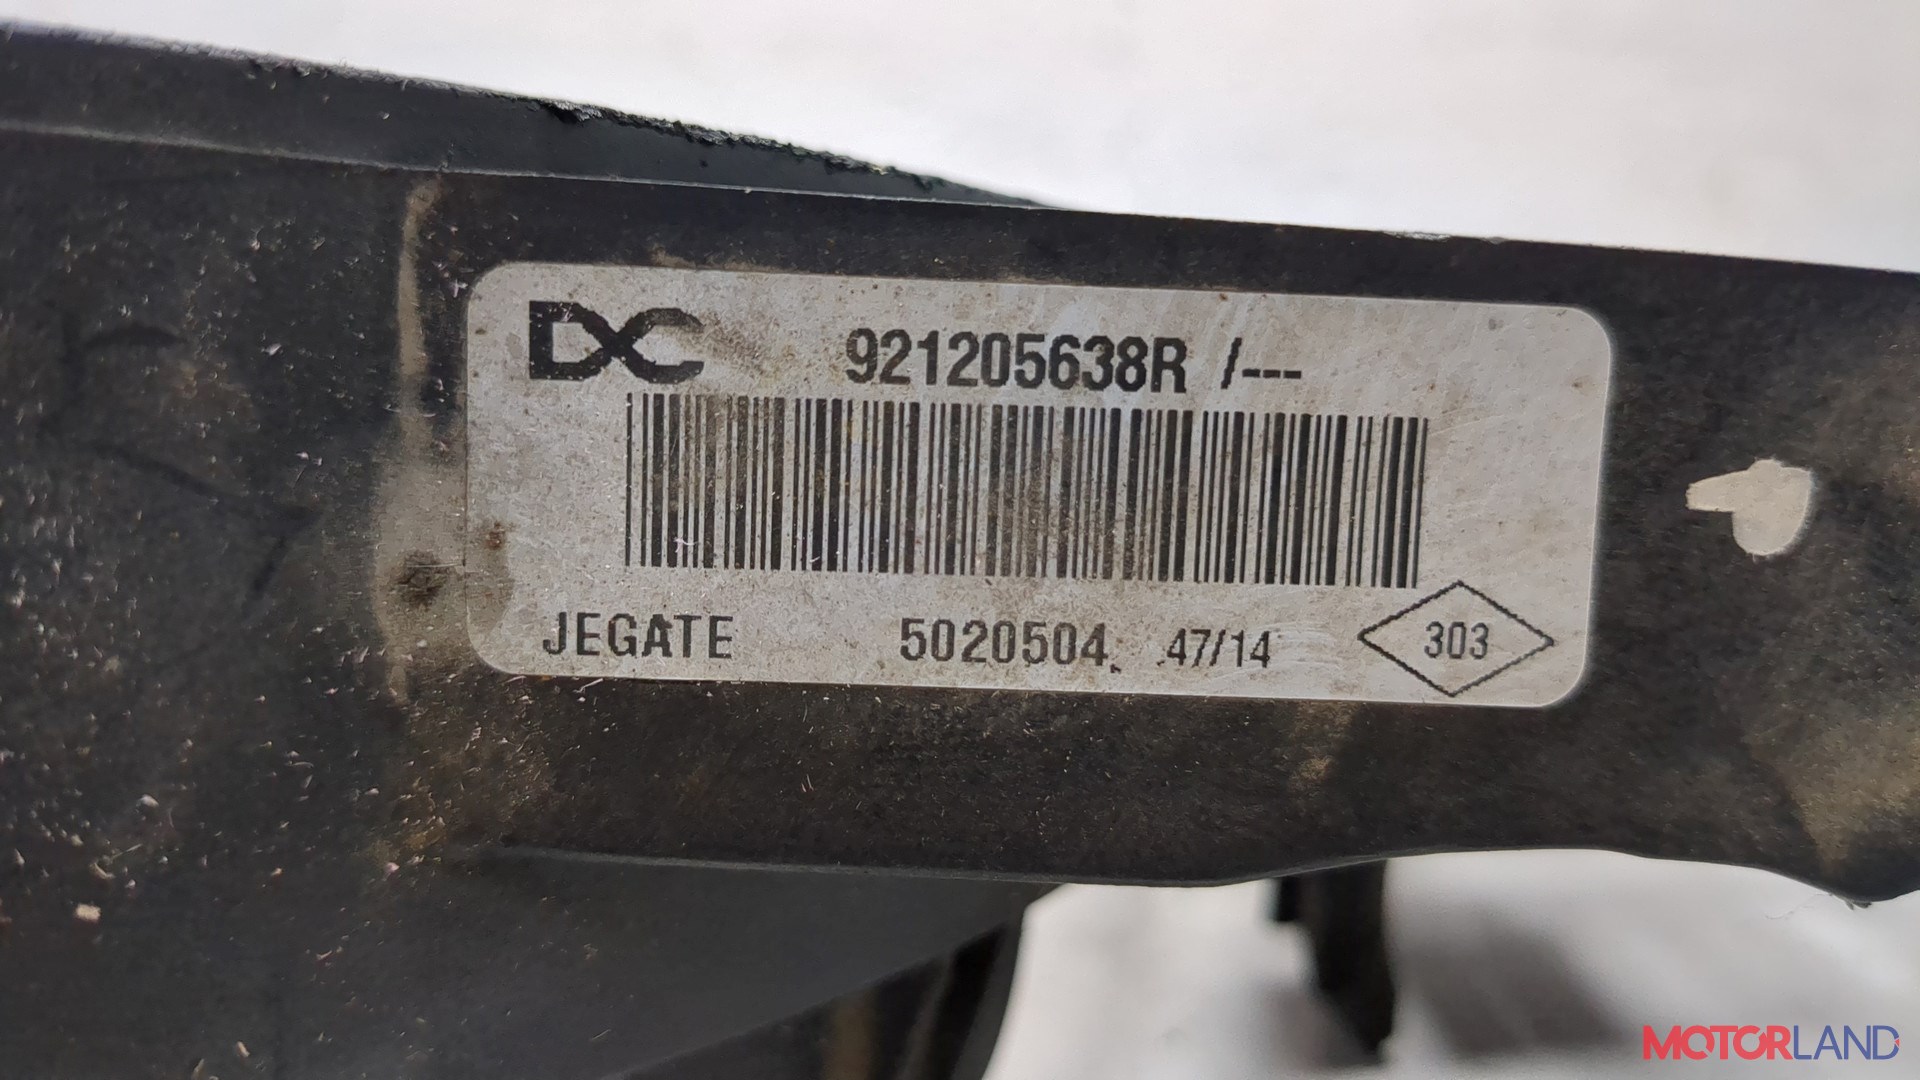 DC 921205638R /---
JEGATE 5020504 47/14 303
MOTORLAND